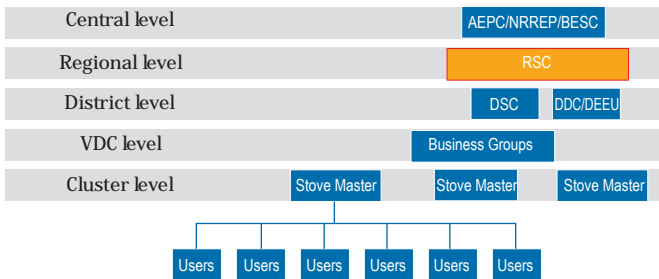 Central level AEPC/NRREP/BESC
Regional level RSC
District level DSC DDC/DEEU
VDC level Business Groups
Cluster level Stove Master Stove Master Stove Master
Users Users Users Users Users Users